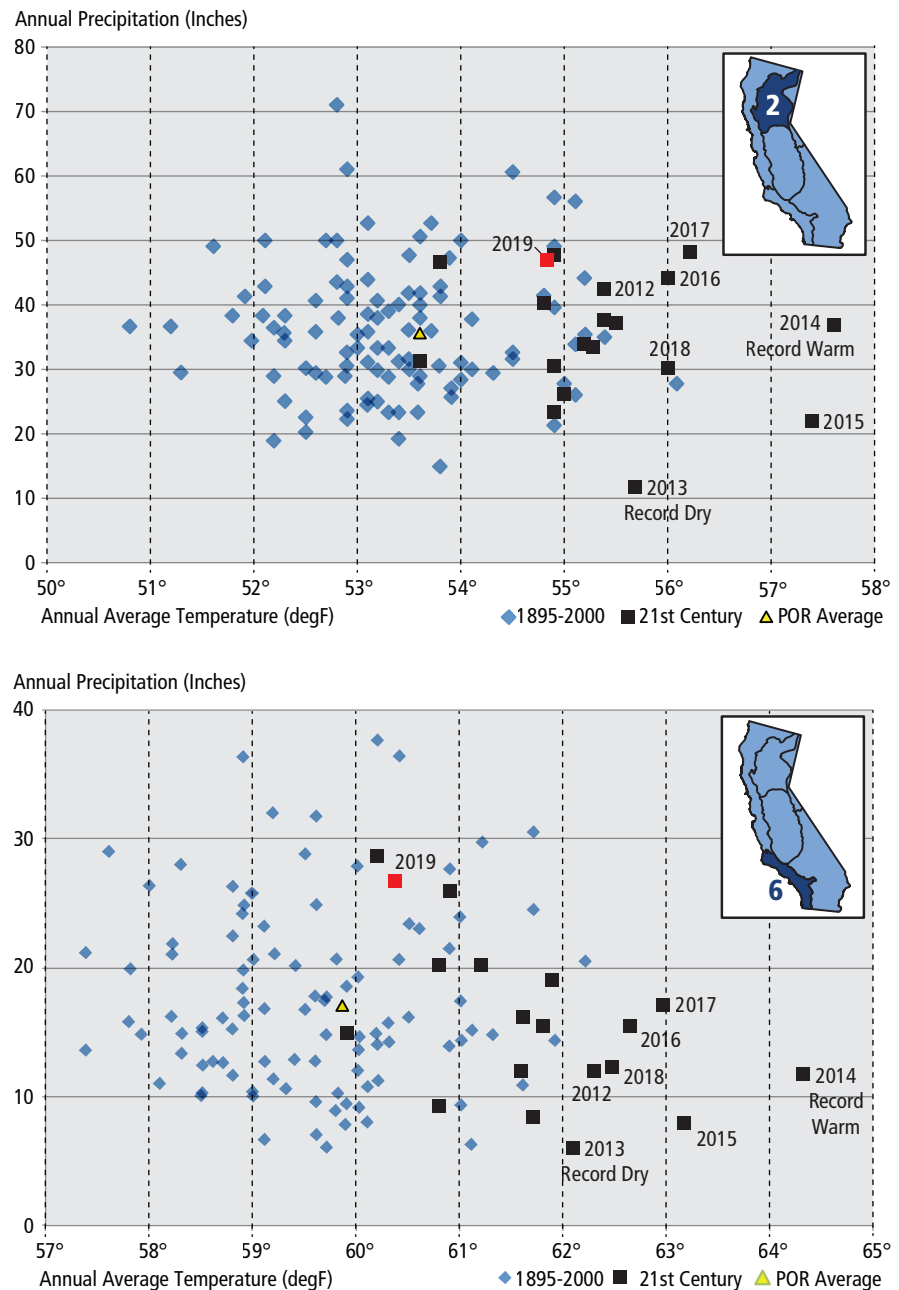 Annual Precipitation (Inches)
80
70
60
50
40
30
20
10
0
2
2019
2017
2012
2016
2014
Record Warm
2018
2015
2013
Record Dry
50° 51° 52° 53° 54° 55° 56° 57° 58°
Annual Average Temperature (degF) 1895-2000 21st Century POR Average
Annual Precipitation (Inches)
40
30
20
10
0
6
2019
2017
2016
2012
2018
2014
Record
Warm
2015
2013
Record Dry
57° 58° 59° 60° 61° 62° 63° 64° 65°
Annual Average Temperature (degF) 1895-2000 21st Century POR Average